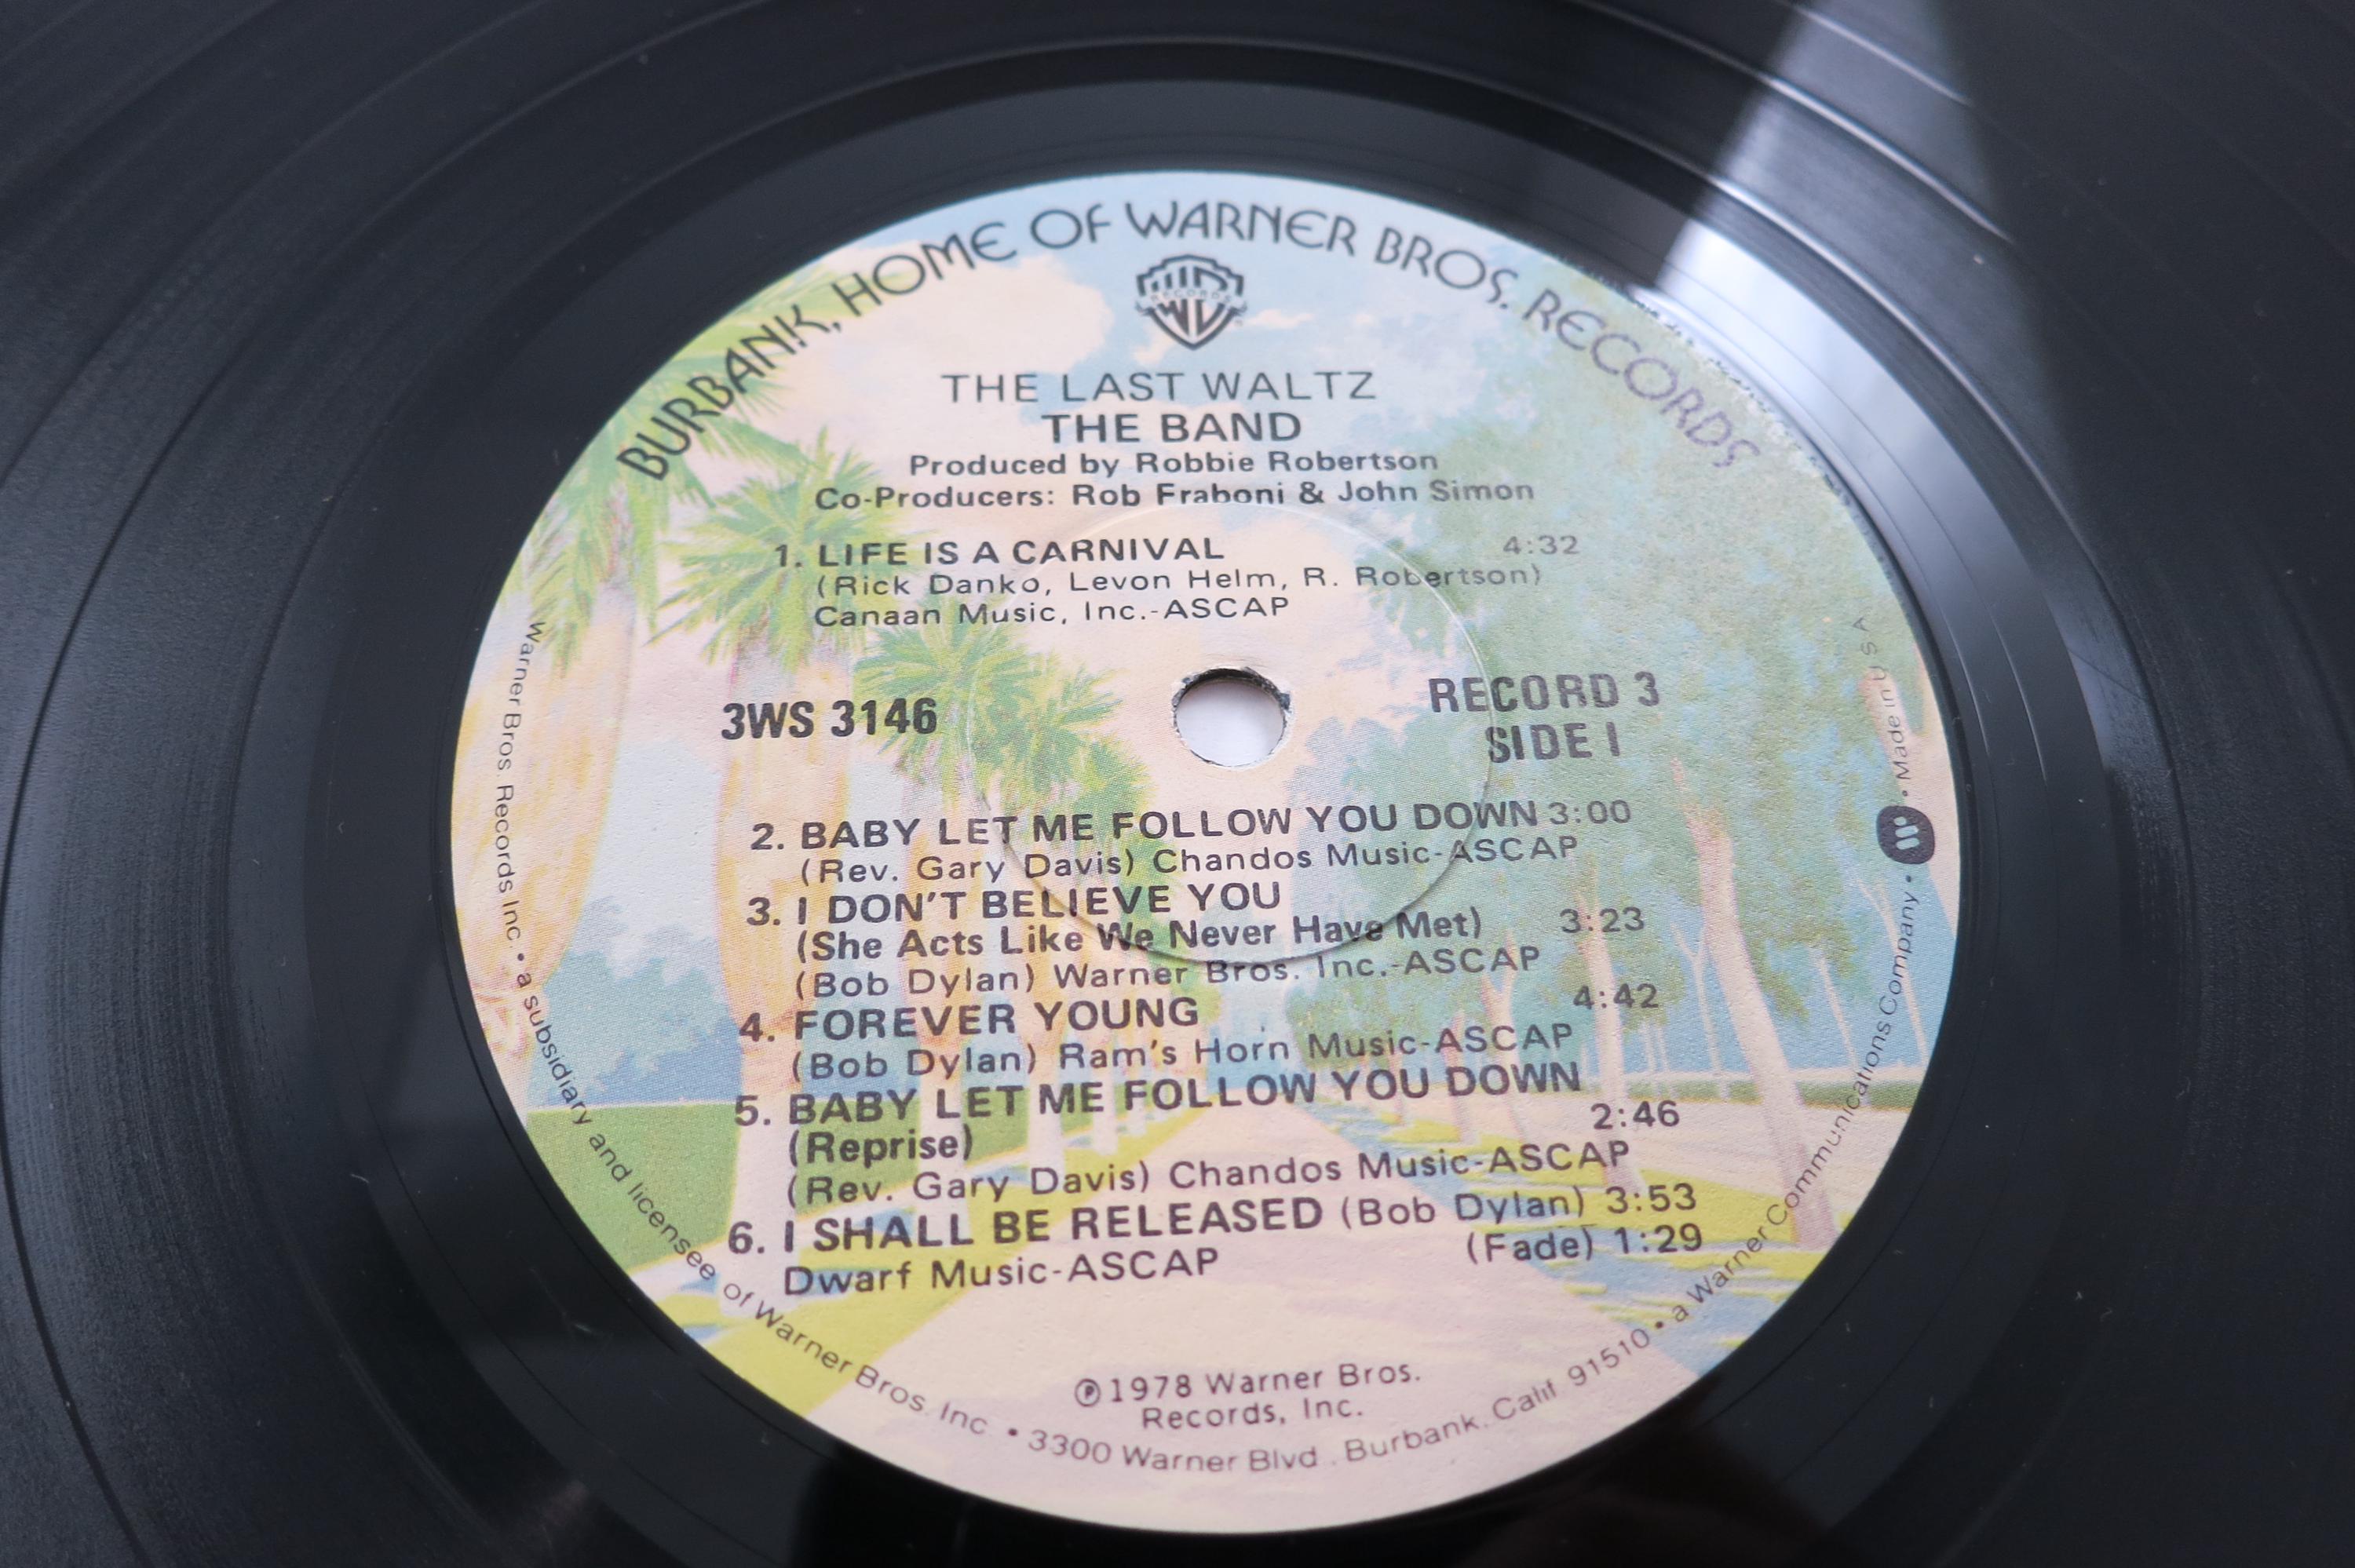 BURBANK, HOME OF WARNER BROS. RECORDS
RECORDS
THE LAST WALTZ
THE BAND
Produced by Robbie Robertson
Co-Producers: Rob Fraboni & John Simon
1. LIFE IS A CARNIVAL 4:32
(Rick Danko, Levon Helm, R. Robertson)
Canaan Music, Inc.-ASCAP
3WS 3146
RECORD 3
SIDE 1
2. BABY LET ME FOLLOW YOU DOWN 3:00
(Rev. Gary Davis) Chandos Music-ASCAP
3. I DON'T BELIEVE YOU
(She Acts Like We Never Have Met) 3:23
(Bob Dylan) Warner Bros. Inc.-ASCAP
4. FOREVER YOUNG 4:42
(Bob Dylan) Ram's Horn Music-ASCAP
5. BABY LET ME FOLLOW YOU DOWN
(Reprise) 2:46
(Rev. Gary Davis) Chandos Music-ASCAP
6. I SHALL BE RELEASED (Bob Dylan) 3:53
Dwarf Music-ASCAP (Fade) 1:29
℗1978 Warner Bros.
Records, Inc.
Warner Bros. Records Inc. • a subsidiary and licensee of Warner Bros. Inc • 3300 Warner Blvd. Burbank. Calif 91510 • a Warner Communications Company • Made in U S A